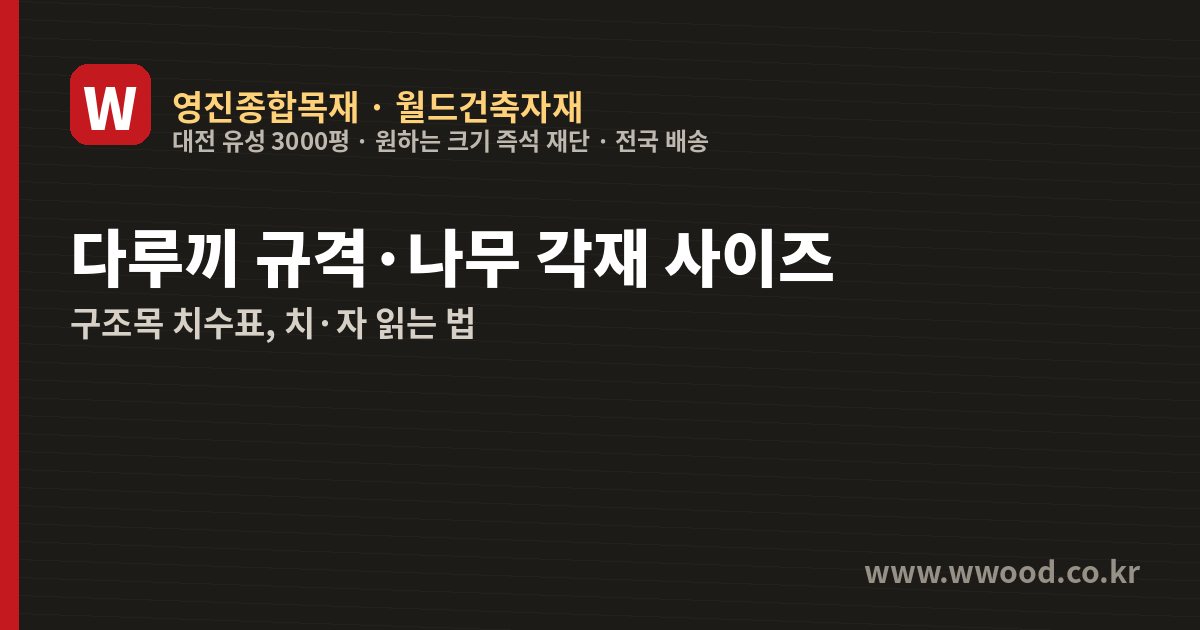 W
영진종합목재 · 월드건축자재
대전 유성 3000평 · 원하는 크기 즉석 재단 · 전국 배송
다루끼 규격·나무 각재 사이즈
구조목 치수표, 치·자 읽는 법
www.wwood.co.kr